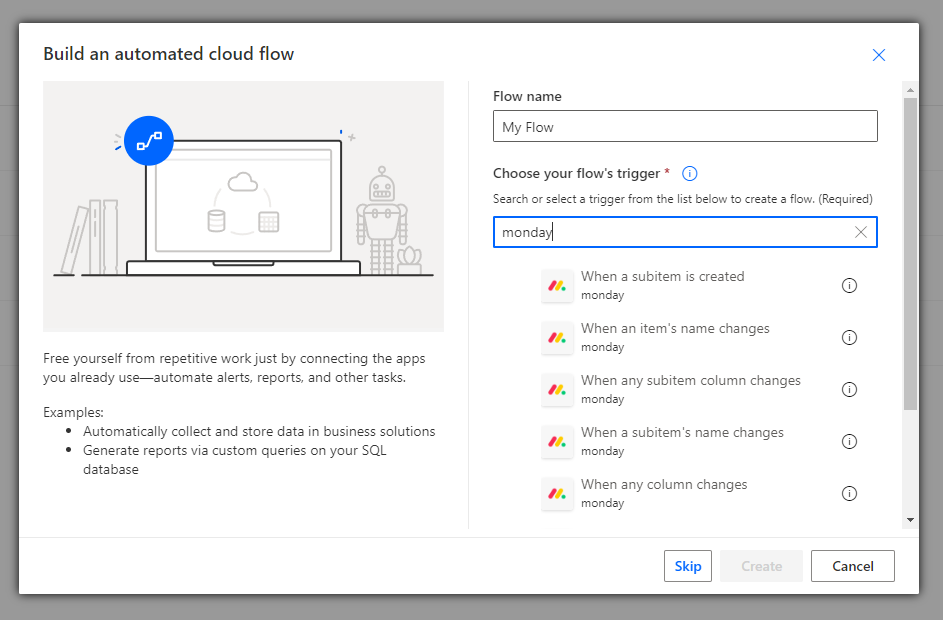 Build an automated cloud flow
Free yourself from repetitive work just by connecting the apps
you already use—automate alerts, reports, and other tasks.
Examples:
Automatically collect and store data in business solutions
Generate reports via custom queries on your SQL
database
Flow name
My Flow
Choose your flow's trigger *
Search or select a trigger from the list below to create a flow. (Required)
monday
When a subitem is created
monday
When an item's name changes
monday
When any subitem column changes
monday
When a subitem's name changes
monday
When any column changes
monday
Skip
Create
Cancel